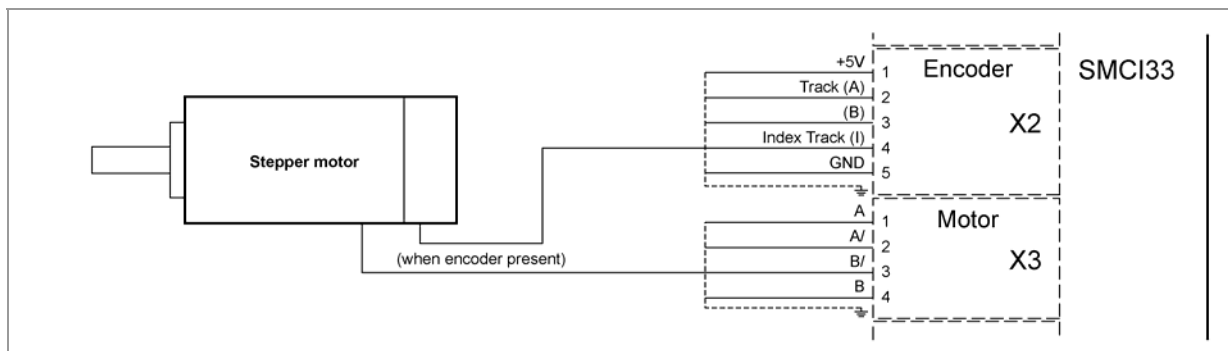 Stepper motor
(when encoder present)
+5V
Track (A)
(B)
Index Track (I)
GND
1
2
3
4
5
Encoder
X2
SMCI33
A
A/
B/
B
1
2
3
4
Motor
X3